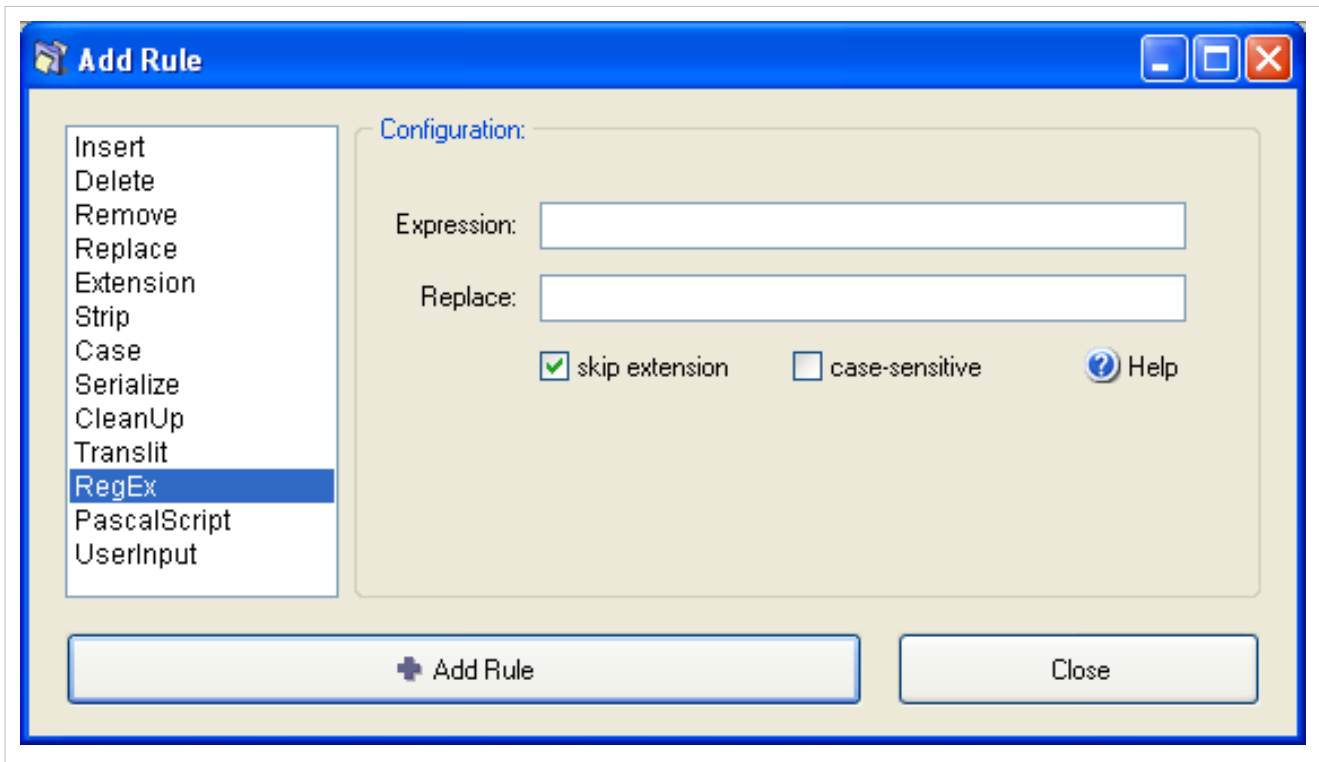 Add Rule
Insert
Delete
Remove
Replace
Extension
Strip
Case
Serialize
CleanUp
Translit
RegEx
PascalScript
UserInput
Configuration:
Expression:
Replace:
skip extension case-sensitive Help
Add Rule Close